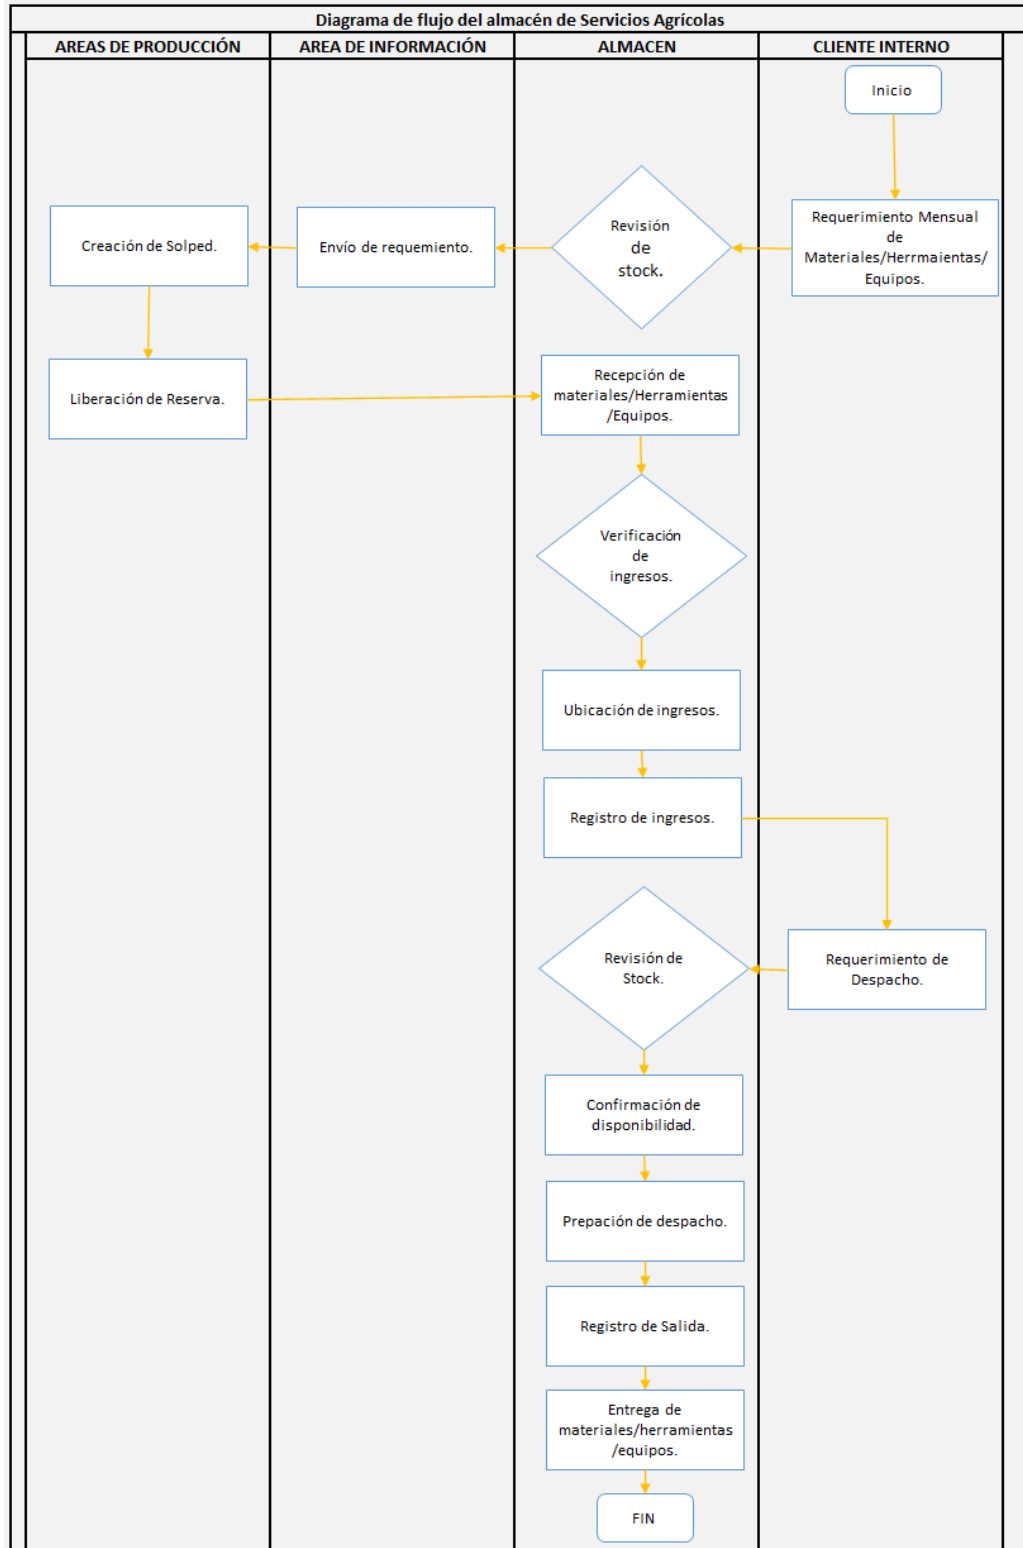 Diagrama de flujo del almacén de Servicios Agrícolas
AREAS DE PRODUCCIÓN
AREA DE INFORMACIÓN
ALMACEN
CLIENTE INTERNO
Inicio
Requerimiento Mensual
de
Materiales/Herrmaientas/
Equipos.
Revisión
de
stock.
Envío de requemiento.
Creación de Solped.
Liberación de Reserva.
Recepción de
materiales/Herramientas
/Equipos.
Verificación
de
ingresos.
Ubicación de ingresos.
Registro de ingresos.
Requerimiento de
Despacho.
Revisión de
Stock.
Confirmación de
disponibilidad.
Prepación de despacho.
Registro de Salida.
Entrega de
materiales/herramientas
/equipos.
FIN